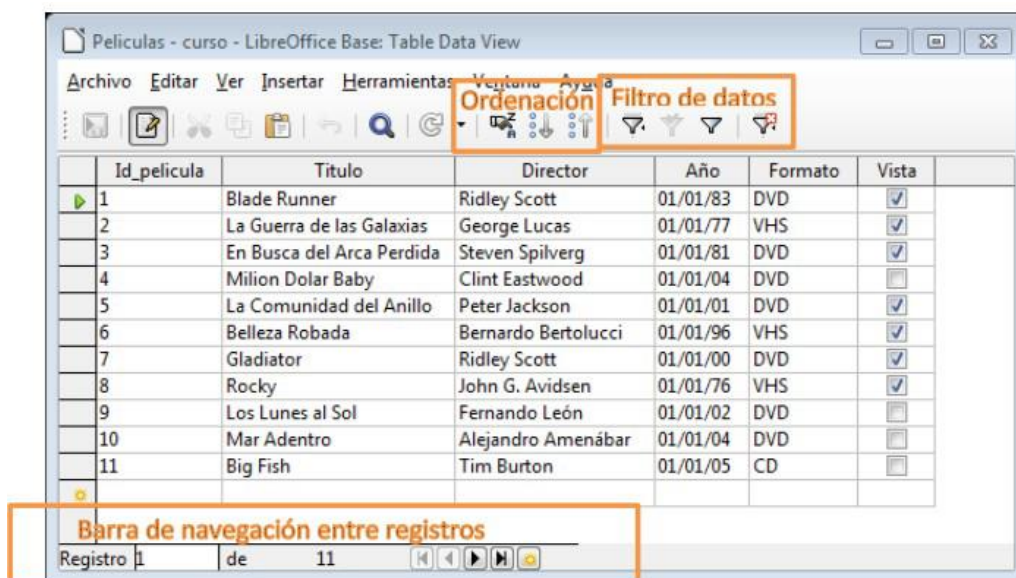 Peliculas - curso - LibreOffice Base: Table Data View
Archivo Editar Ver Insertar Herramientas Ventana Ayuda
Ordenación Filtro de datos
Id_pelicula Titulo Director Año Formato Vista
1 Blade Runner Ridley Scott 01/01/83 DVD
2 La Guerra de las Galaxias George Lucas 01/01/77 VHS
3 En Busca del Arca Perdida Steven Spilverg 01/01/81 DVD
4 Milion Dolar Baby Clint Eastwood 01/01/04 DVD
5 La Comunidad del Anillo Peter Jackson 01/01/01 DVD
6 Belleza Robada Bernardo Bertolucci 01/01/96 VHS
7 Gladiator Ridley Scott 01/01/00 DVD
8 Rocky John G. Avidsen 01/01/76 VHS
9 Los Lunes al Sol Fernando León 01/01/02 DVD
10 Mar Adentro Alejandro Amenábar 01/01/04 DVD
11 Big Fish Tim Burton 01/01/05 CD
Barra de navegación entre registros
Registro 1 de 11